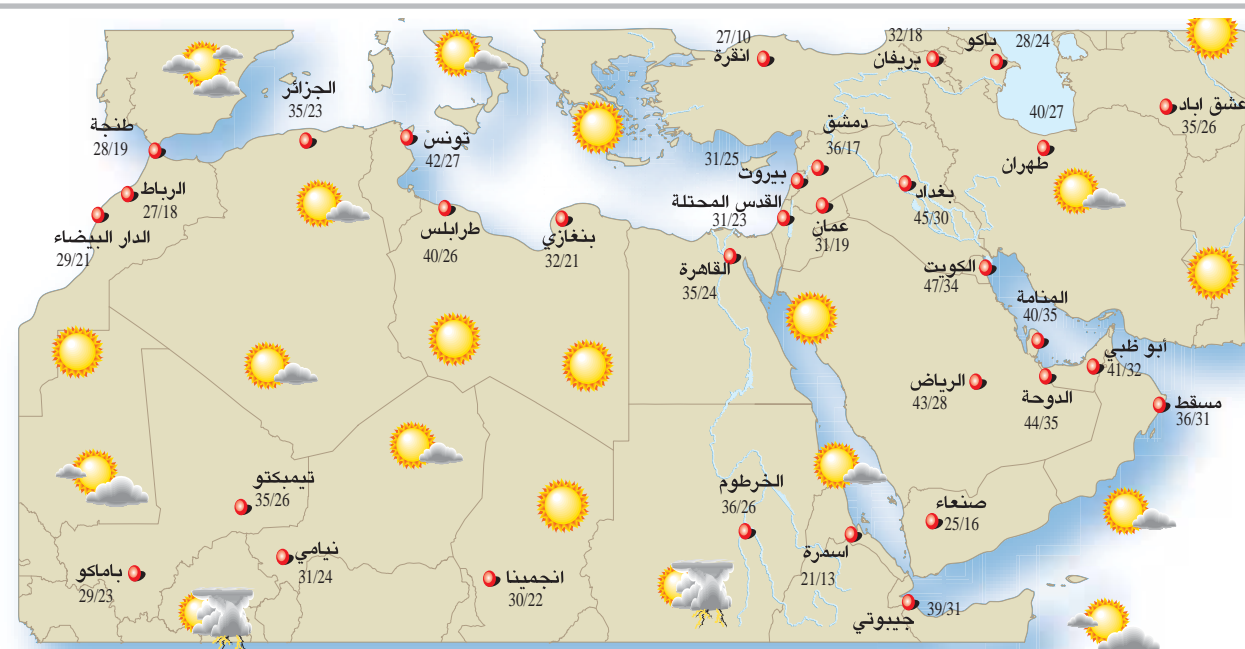 27/10
انقرة
32/18
يريفان
باكو
28/24
عشق اباد
35/26
40/27
طهران
الجزائر
35/23
طنجة
28/19
تونس
42/27
دمشق
36/17
31/25
بيروت
القدس المحتلة
31/23
عمان
31/19
بغداد
45/30
الرباط
27/18
الدار البيضاء
29/21
طرابلس
40/26
بنغازي
32/21
القاهرة
35/24
الكويت
47/34
المنامة
40/35
أبو ظبي
41/32
الرياض
43/28
الدوحة
44/35
مسقط
36/31
تيمبكتو
35/26
الخرطوم
36/26
صنعاء
25/16
نيامي
31/24
اسمرة
21/13
باماكو
29/23
انجمينا
30/22
39/31
جيبوتي